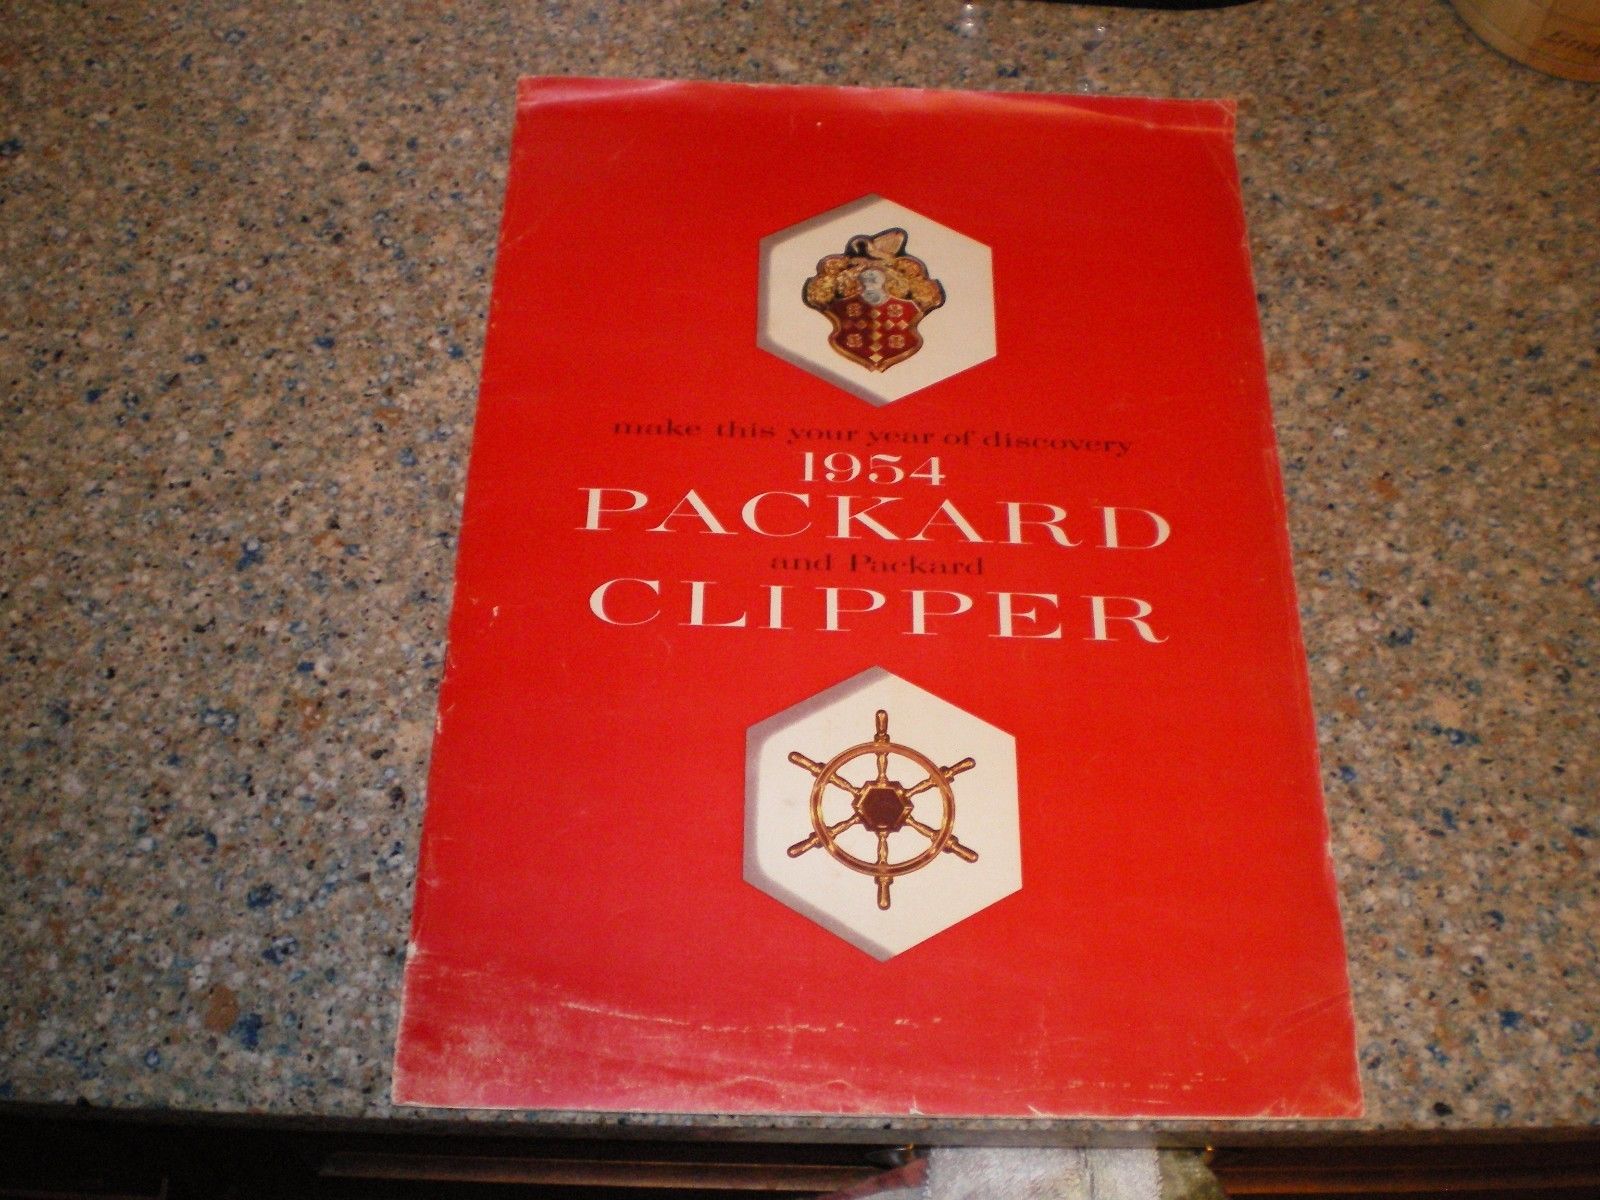 make this your year of discovery
1954
PACKARD
and Packard
CLIPPER